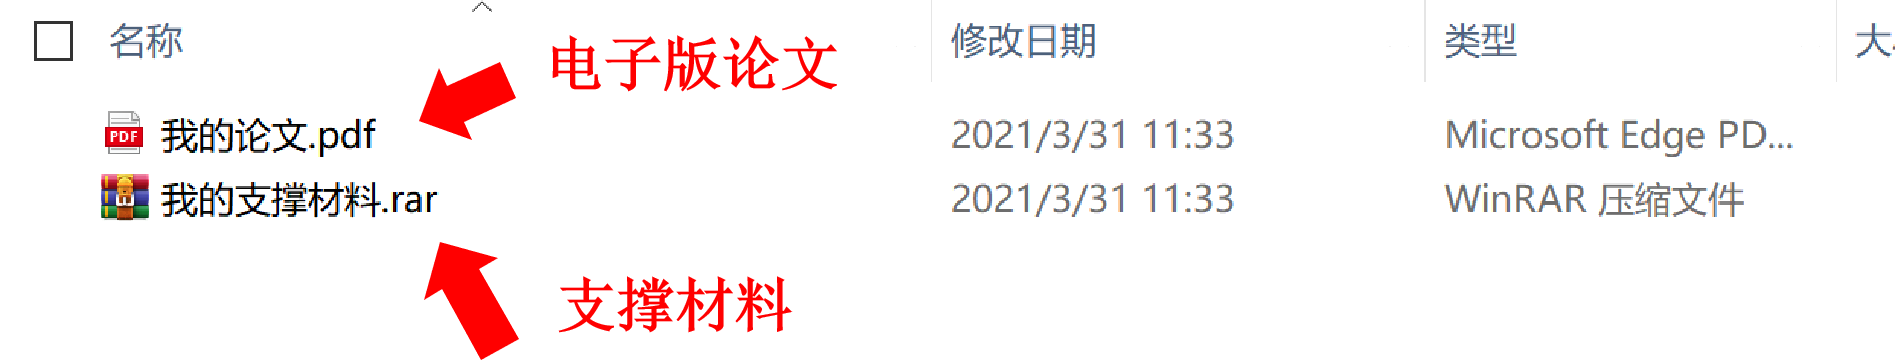 名称 修改日期 类型 大
电子版论文
PDF 我的论文.pdf 2021/3/31 11:33 Microsoft Edge PD...
我的支撑材料.rar 2021/3/31 11:33 WinRAR 压缩文件
支撑材料